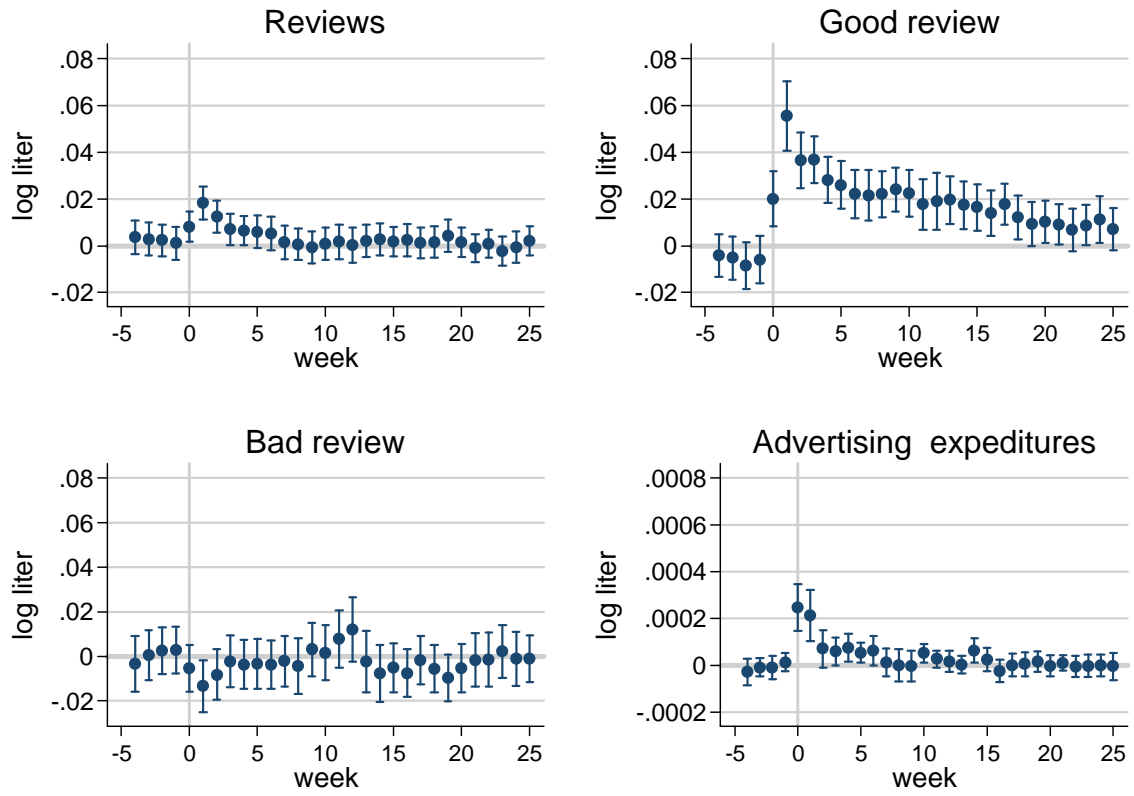 Reviews
.08
.06
.04
.02
0
-.02
log liter
-5 0 5 10 15 20 25
week
Good review
.08
.06
.04
.02
0
-.02
log liter
-5 0 5 10 15 20 25
week
Bad review
.08
.06
.04
.02
0
-.02
log liter
-5 0 5 10 15 20 25
week
Advertising expeditures
.0008
.0006
.0004
.0002
0
-.0002
log liter
-5 0 5 10 15 20 25
week